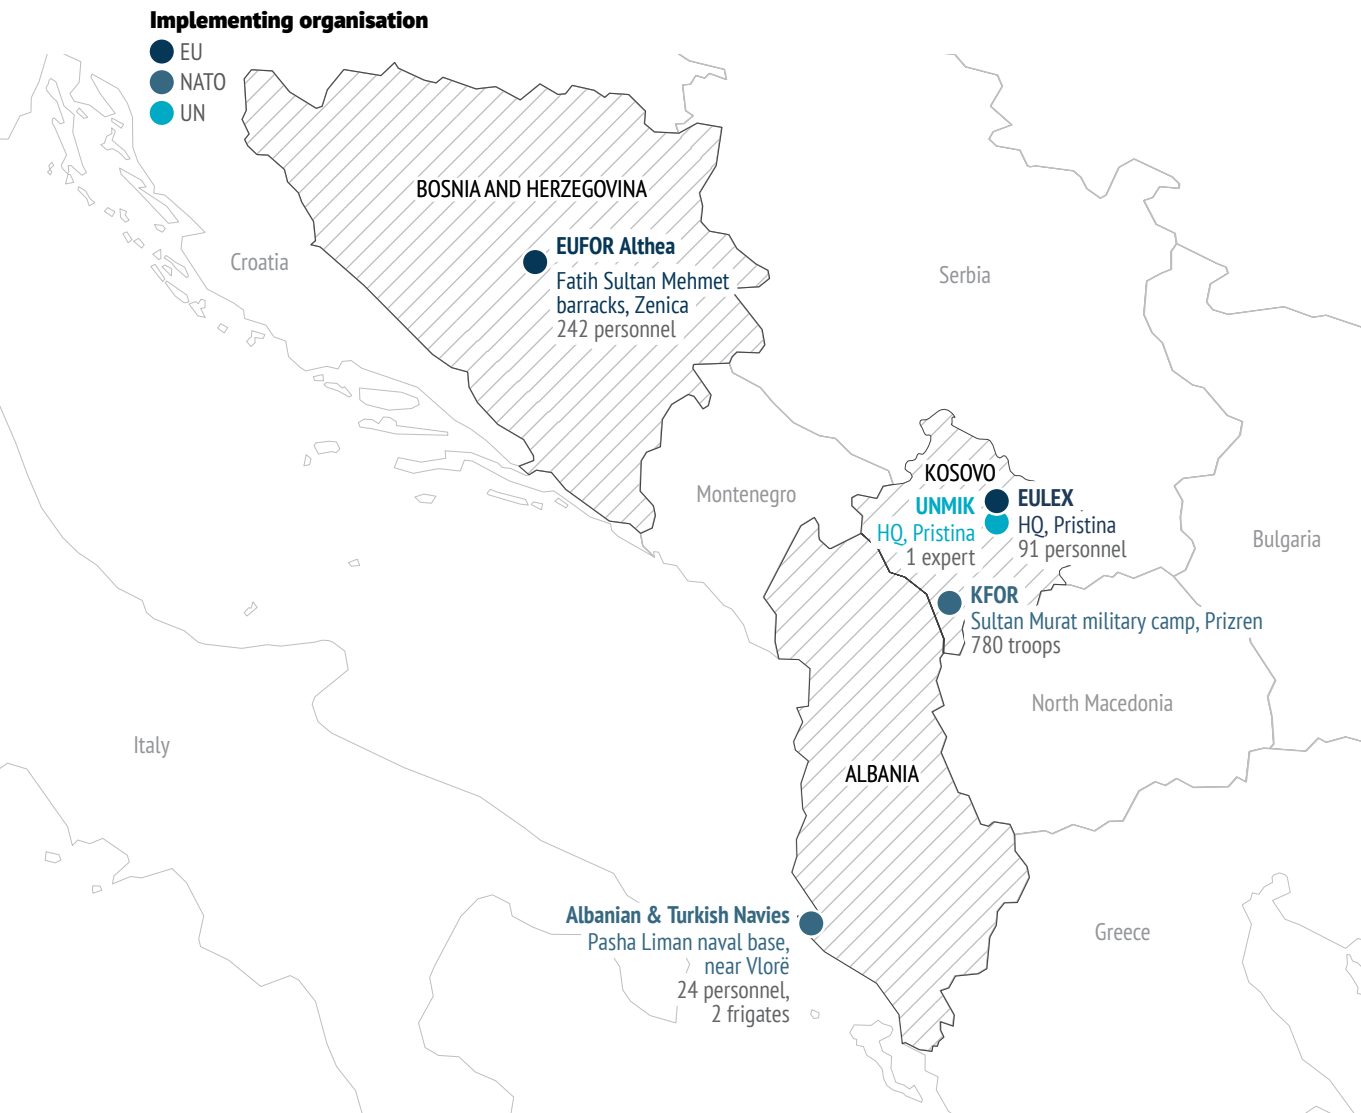 Implementing organisation
EU
NATO
UN
BOSNIA AND HERZEGOVINA
EUFOR Althea
Fatih Sultan Mehmet
barracks, Zenica
242 personnel
Croatia
Serbia
Montenegro
KOSOVO
UNMIK
HQ, Pristina
1 expert
EULEX
HQ, Pristina
91 personnel
Bulgaria
KFOR
Sultan Murat military camp, Prizren
780 troops
North Macedonia
Italy
ALBANIA
Albanian & Turkish Navies
Pasha Liman naval base,
near Vlorë
24 personnel,
2 frigates
Greece